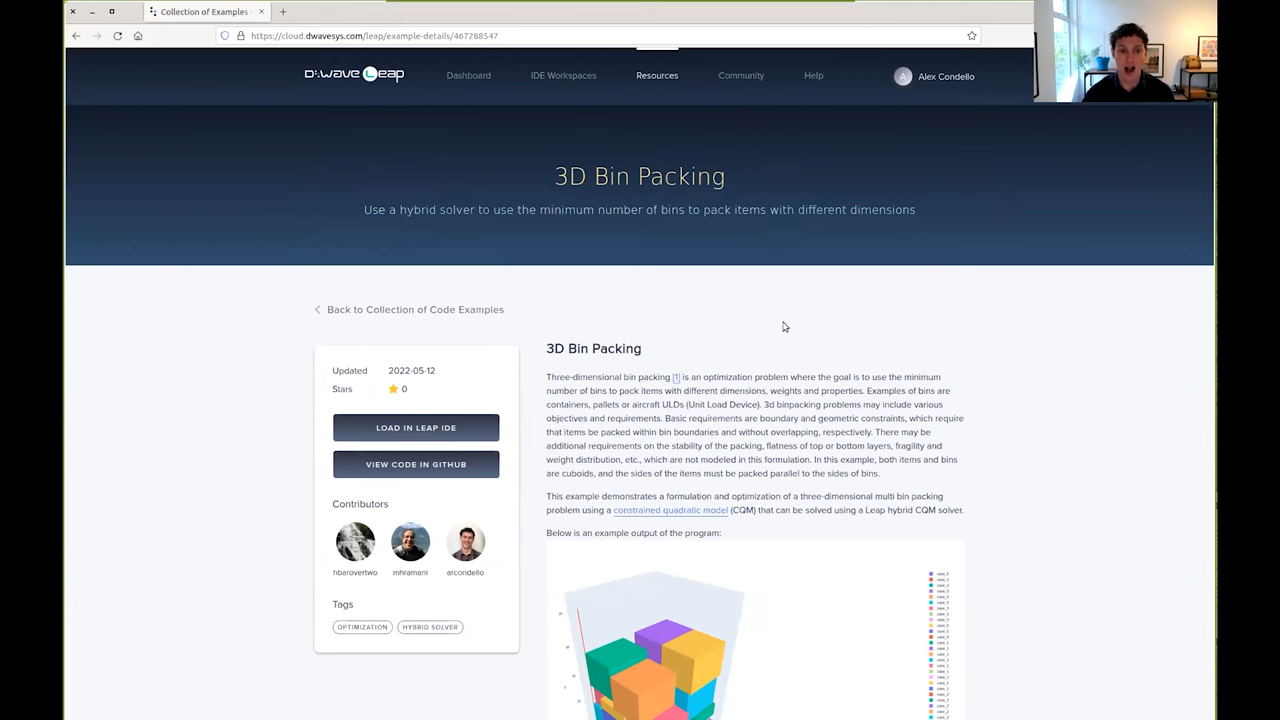 Collection of Examples
https://cloud.dwavesys.com/leap/example-details/467288547
D:wave Leap
Dashboard
IDE Workspaces
Resources
Community
Help
A
Alex Condello
3D Bin Packing
Use a hybrid solver to use the minimum number of bins to pack items with different dimensions
Back to Collection of Code Examples
Updated 2022-05-12
Stars 0
LOAD IN LEAP IDE
VIEW CODE IN GITHUB
Contributors
hbarovertwo
mhramani
arcondello
Tags
OPTIMIZATION
HYBRID SOLVER
3D Bin Packing
Three-dimensional bin packing [1] is an optimization problem where the goal is to use the minimum
number of bins to pack items with different dimensions, weights and properties. Examples of bins are
containers, pallets or aircraft ULDs (Unit Load Device). 3d binpacking problems may include various
objectives and requirements. Basic requirements are boundary and geometric constraints, which require
that items be packed within bin boundaries and without overlapping, respectively. There may be
additional requirements on the stability of the packing, flatness of top or bottom layers, fragility and
weight distribution, etc., which are not modeled in this formulation. In this example, both items and bins
are cuboids, and the sides of the items must be packed parallel to the sides of bins.
This example demonstrates a formulation and optimization of a three-dimensional multi bin packing
problem using a constrained quadratic model (CQM) that can be solved using a Leap hybrid CQM solver.
Below is an example output of the program: